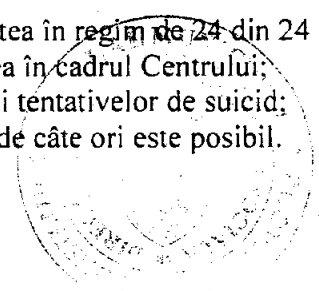 tea în regim de 24 din 24
a în cadrul Centrului;
i tentativelor de suicid;
de câte ori este posibil.